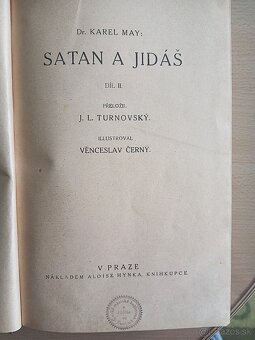 Dr. KAREL MAY:
SATAN A JIDÁŠ
DÍL II.
PŘELOŽIL
J. L. TURNOVSKÝ.
ILLUSTROVAL
VĚNCESLAV ČERNÝ.
V PRAZE
NÁKLADEM ALOISE HYNKA, KNIHKUPCE